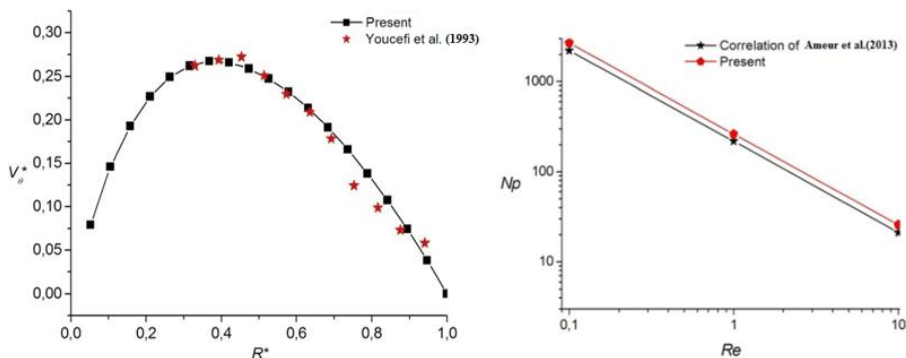 Present
Youcefi et al. (1993)
0,30
0,25
0,20
0,15
0,10
0,05
0,00
Vθ*
0,0 0,2 0,4 0,6 0,8 1,0
R*
Correlation of Ameur et al.(2013)
Present
1000
100
10
Np
0,1 1 10
Re